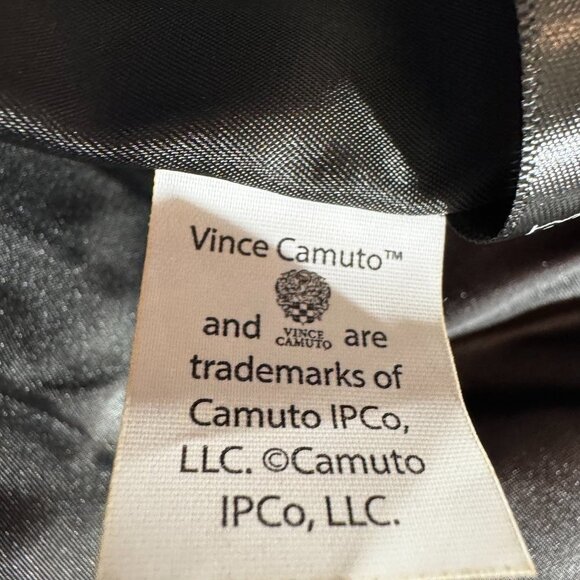 Vince Camuto™
and VINCE CAMUTO are
trademarks of
Camuto IPCo,
LLC. ©Camuto
IPCo, LLC.